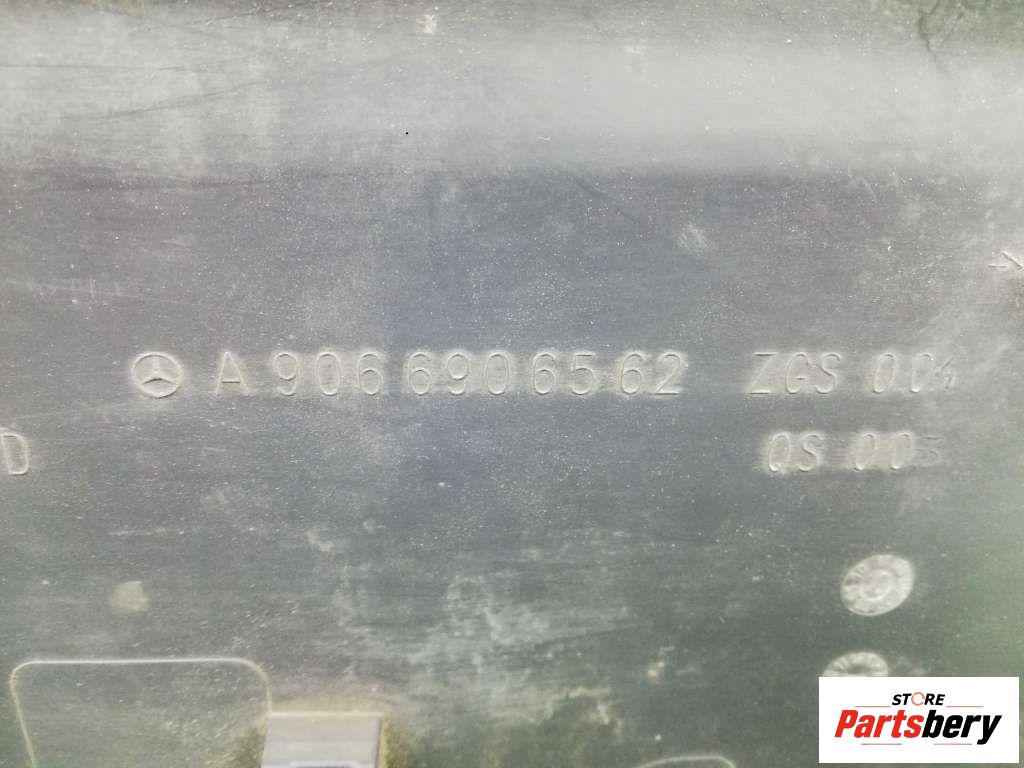 A 906 690 65 62 ZGS 004
D QS 003
STORE
Partsbery